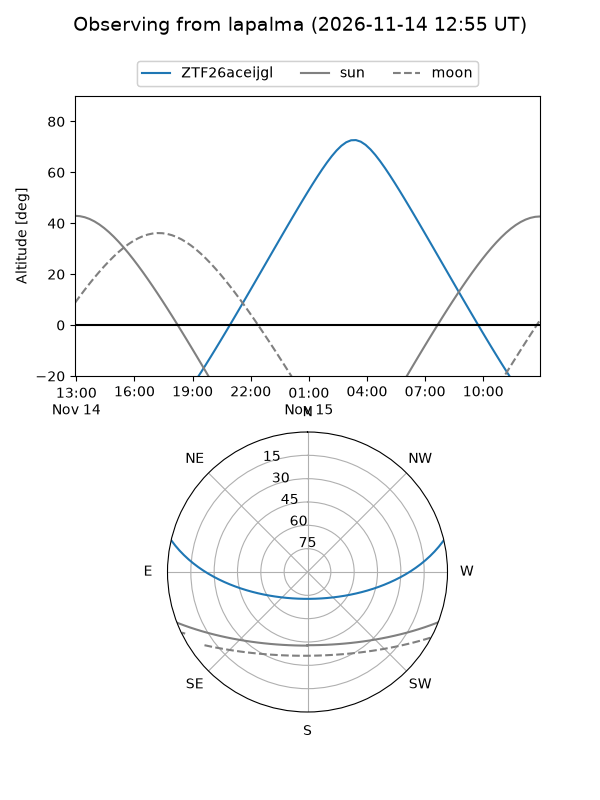 Observing from lapalma (2026-11-14 12:55 UT)
ZTF26aceijgl sun moon
Altitude [deg]
80
60
40
20
0
−20
13:00 16:00 19:00 22:00 01:00 04:00 07:00 10:00
Nov 14 Nov 15
N
NE NW
15
30
45
60
75
E W
SE SW
S